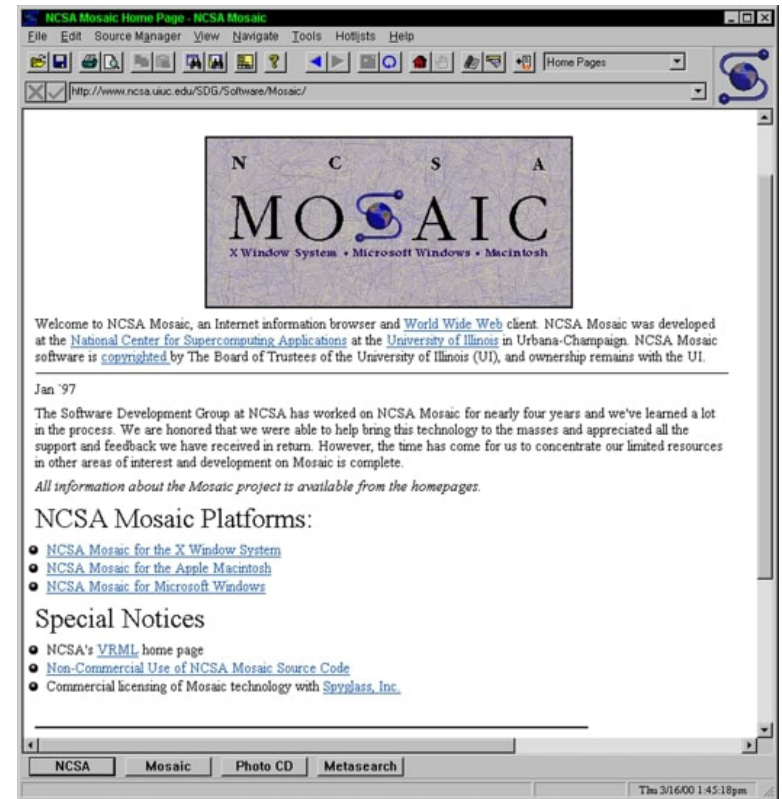 NCSA Mosaic Home Page - NCSA Mosaic
File Edit Source Manager View Navigate Tools Hotlists Help
Home Pages
http://www.ncsa.uiuc.edu/SDG/Software/Mosaic/
N C S A
MOSAIC
X Window System • Microsoft Windows • Macintosh
Welcome to NCSA Mosaic, an Internet information browser and World Wide Web client. NCSA Mosaic was developed
at the National Center for Supercomputing Applications at the University of Illinois in Urbana-Champaign. NCSA Mosaic
software is copyrighted by The Board of Trustees of the University of Illinois (UI), and ownership remains with the UI.
Jan `97
The Software Development Group at NCSA has worked on NCSA Mosaic for nearly four years and we've learned a lot
in the process. We are honored that we were able to help bring this technology to the masses and appreciated all the
support and feedback we have received in return. However, the time has come for us to concentrate our limited resources
in other areas of interest and development on Mosaic is complete.
All information about the Mosaic project is available from the homepages.
NCSA Mosaic Platforms:
NCSA Mosaic for the X Window System
NCSA Mosaic for the Apple Macintosh
NCSA Mosaic for Microsoft Windows
Special Notices
NCSA's VRML home page
Non-Commercial Use of NCSA Mosaic Source Code
Commercial licensing of Mosaic technology with Spyglass, Inc.
NCSA Mosaic Photo CD Metasearch
Thu 3/16/00 1:45:18pm